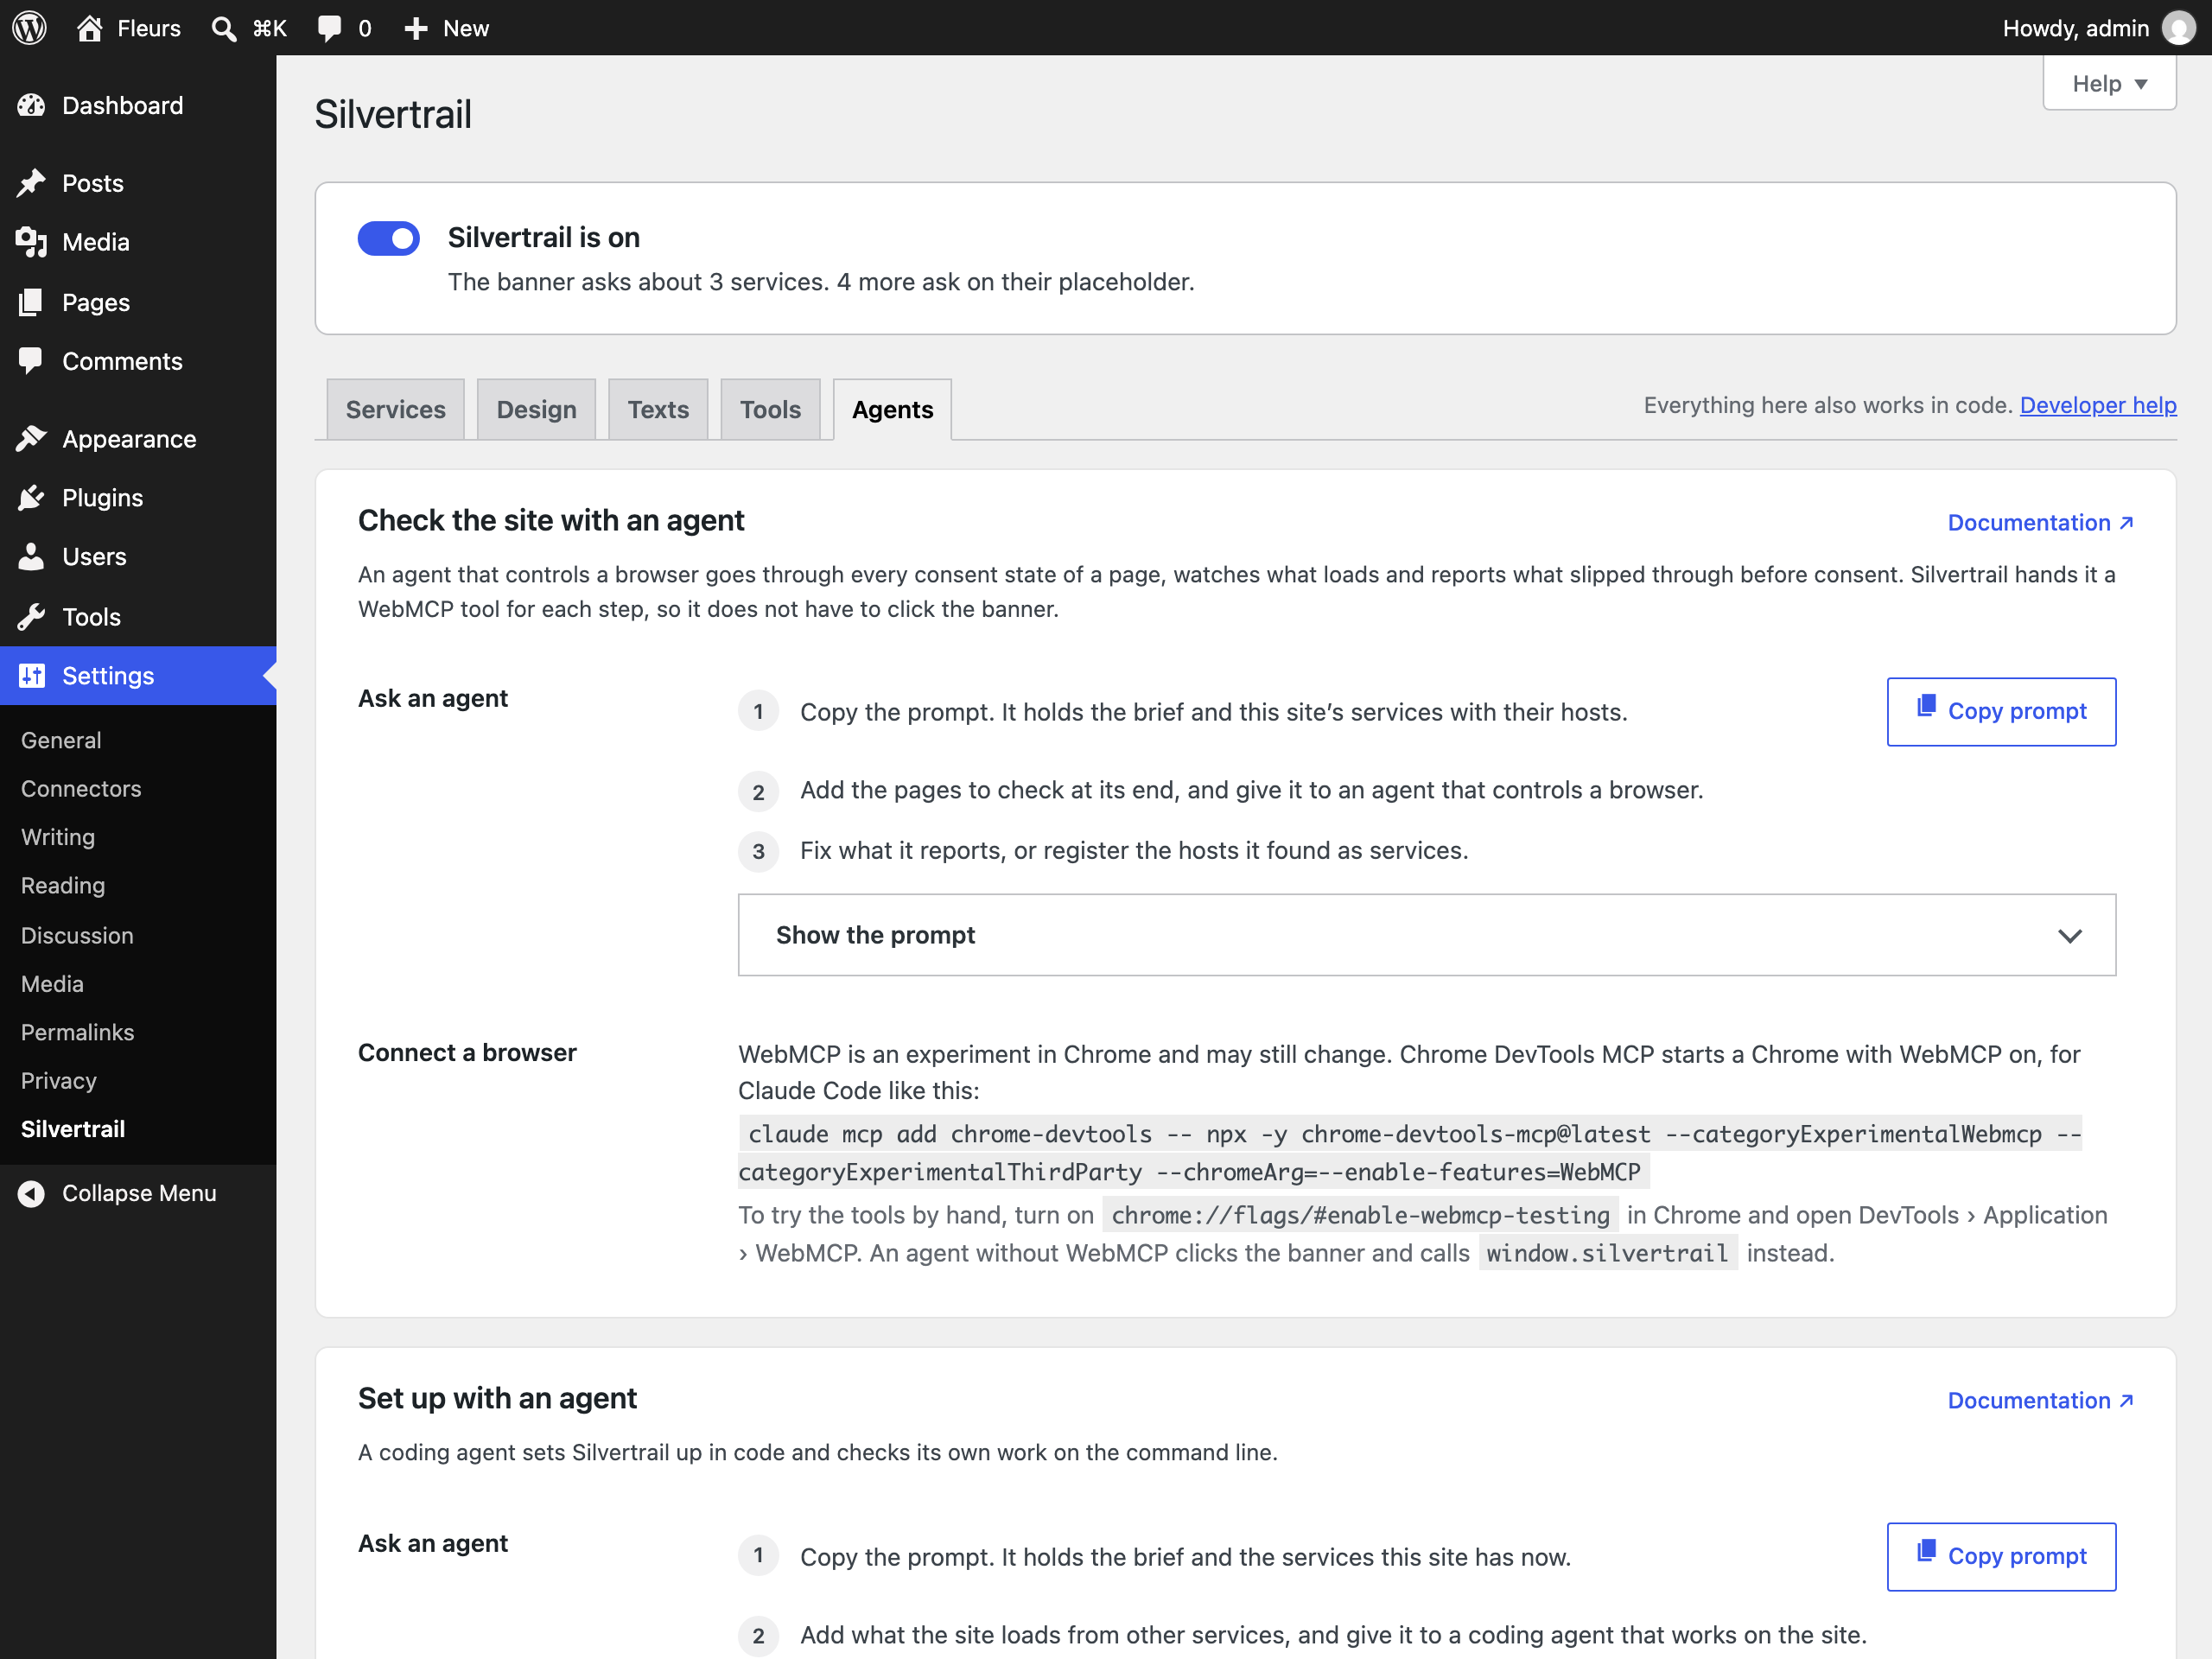 Fleurs
⌘K
0
New
Howdy, admin
Dashboard
Posts
Media
Pages
Comments
Appearance
Plugins
Users
Tools
Settings
General
Connectors
Writing
Reading
Discussion
Media
Permalinks
Privacy
Silvertrail
Collapse Menu
Help ▼
Silvertrail
Silvertrail is on
The banner asks about 3 services. 4 more ask on their placeholder.
Services
Design
Texts
Tools
Agents
Everything here also works in code. Developer help
Check the site with an agent
Documentation ↗
An agent that controls a browser goes through every consent state of a page, watches what loads and reports what slipped through before consent. Silvertrail hands it a
WebMCP tool for each step, so it does not have to click the banner.
Ask an agent
1 Copy the prompt. It holds the brief and this site’s services with their hosts.
Copy prompt
2 Add the pages to check at its end, and give it to an agent that controls a browser.
3 Fix what it reports, or register the hosts it found as services.
Show the prompt
Connect a browser
WebMCP is an experiment in Chrome and may still change. Chrome DevTools MCP starts a Chrome with WebMCP on, for
Claude Code like this:
claude mcp add chrome-devtools -- npx -y chrome-devtools-mcp@latest --categoryExperimentalWebmcp --
categoryExperimentalThirdParty --chromeArg=--enable-features=WebMCP
To try the tools by hand, turn on chrome://flags/#enable-webmcp-testing in Chrome and open DevTools › Application
› WebMCP. An agent without WebMCP clicks the banner and calls window.silvertrail instead.
Set up with an agent
Documentation ↗
A coding agent sets Silvertrail up in code and checks its own work on the command line.
Ask an agent
1 Copy the prompt. It holds the brief and the services this site has now.
Copy prompt
2 Add what the site loads from other services, and give it to a coding agent that works on the site.